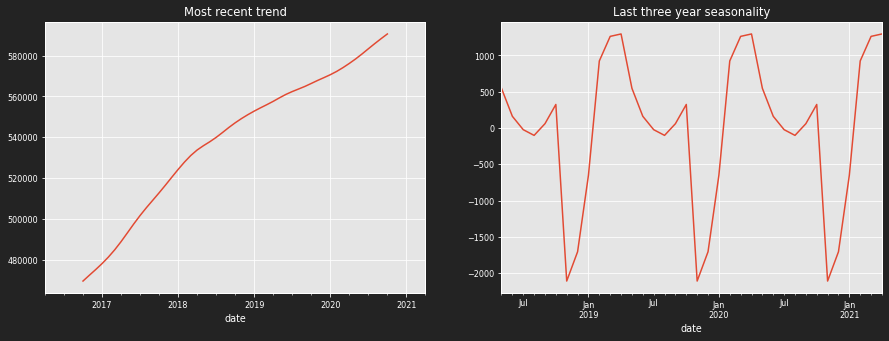 Most recent trend
580000
560000
540000
520000
500000
480000
2017 2018 2019 2020 2021
date
Last three year seasonality
1000
500
0
−500
−1000
−1500
−2000
Jul Jan Jul Jan Jul Jan
2019 2020 2021
date